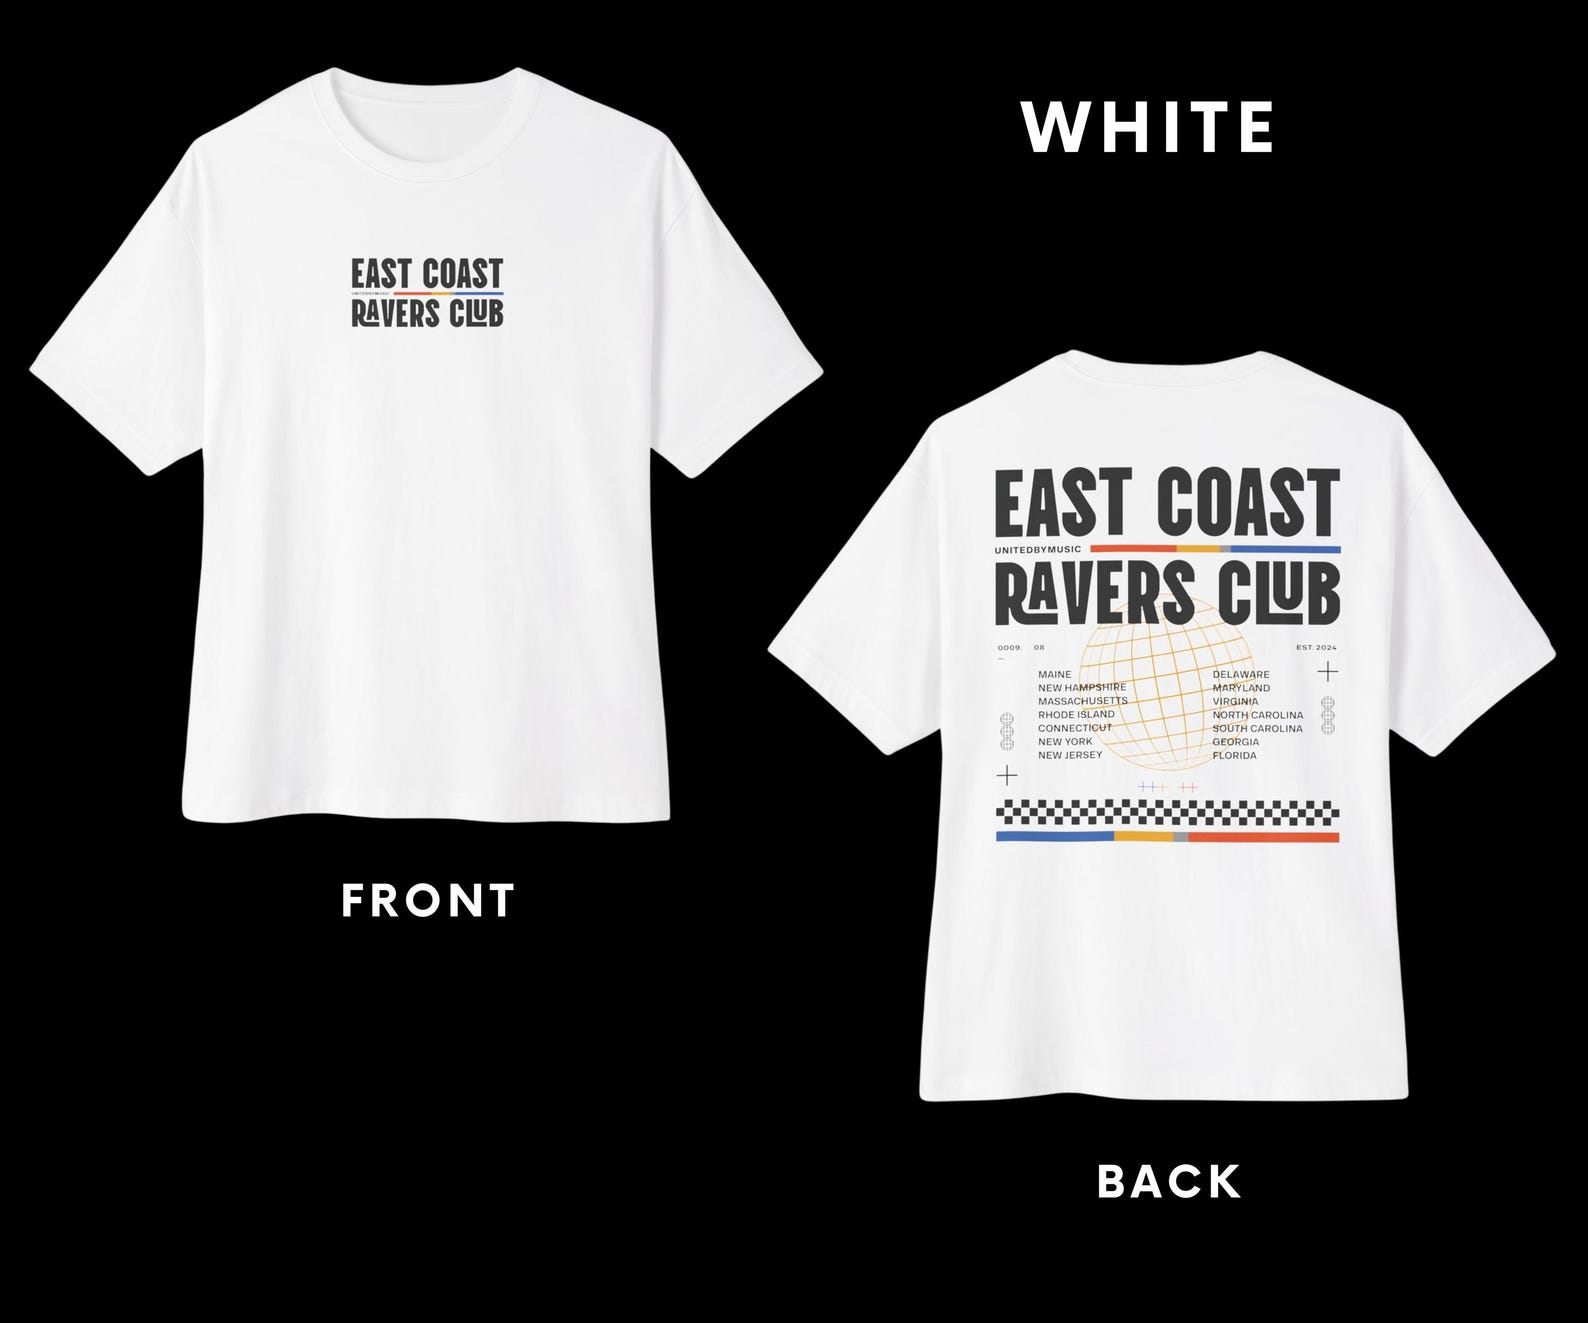 WHITE
EAST COAST
UNITEDBYMUSIC
RAVERS CLUB
FRONT
EAST COAST
UNITEDBYMUSIC
RAVERS CLUB
0009. 08
EST. 2024
MAINE
NEW HAMPSHIRE
MASSACHUSETTS
RHODE ISLAND
CONNECTICUT
NEW YORK
NEW JERSEY
DELAWARE
MARYLAND
VIRGINIA
NORTH CAROLINA
SOUTH CAROLINA
GEORGIA
FLORIDA
BACK